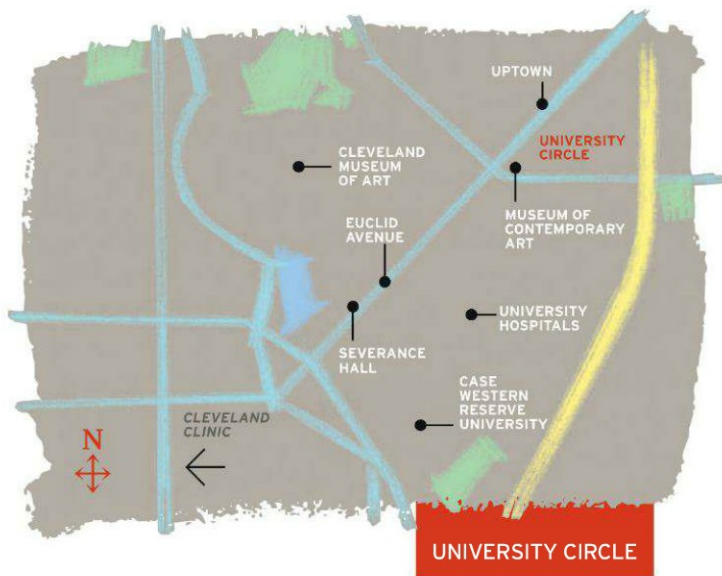 UPTOWN
UNIVERSITY
CIRCLE
CLEVELAND
MUSEUM
OF ART
MUSEUM OF
CONTEMPORARY
ART
EUCLID
AVENUE
UNIVERSITY
HOSPITALS
SEVERANCE
HALL
CASE
WESTERN
RESERVE
UNIVERSITY
CLEVELAND
CLINIC
N
UNIVERSITY CIRCLE